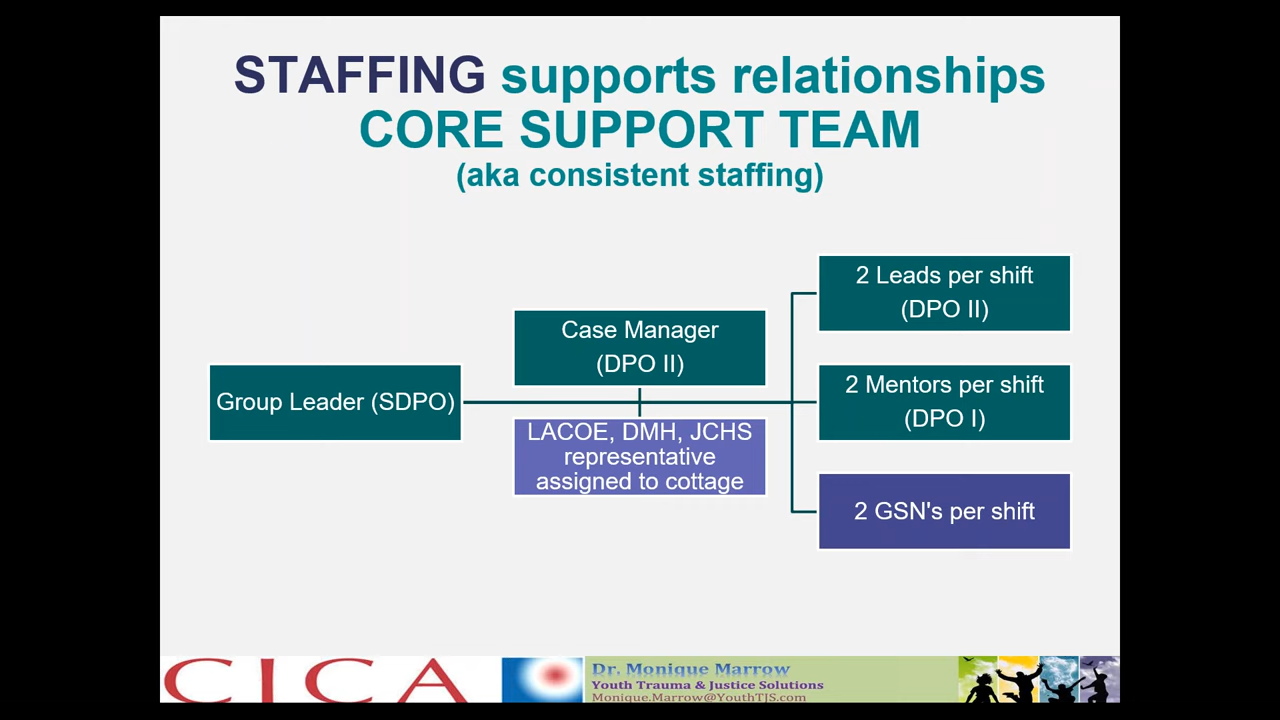 STAFFING supports relationships
CORE SUPPORT TEAM
(aka consistent staffing)
Group Leader (SDPO)
Case Manager
(DPO II)
LACOE, DMH, JCHS
representative
assigned to cottage
2 Leads per shift
(DPO II)
2 Mentors per shift
(DPO I)
2 GSN's per shift
CICA
Dr. Monique Marrow
Youth Trauma & Justice Solutions
Monique.Marrow@YouthTJS.com